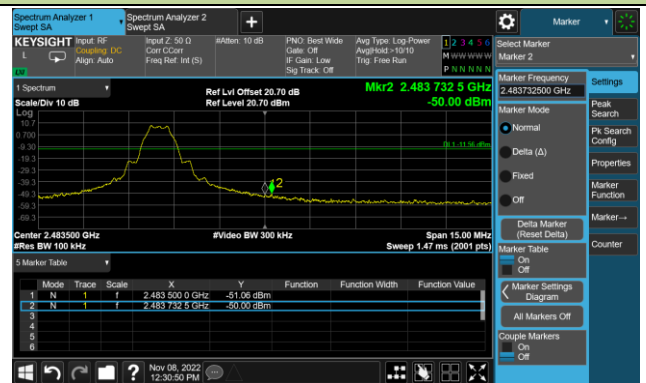 Spectrum Analyzer 1
Swept SA
Spectrum Analyzer 2
Swept SA
+
Marker
KEYSIGHT
L
Input: RF
Coupling: DC
Align: Auto
Input Z: 50 Ω
Corr CCorr
Freq Ref: Int (S)
#Atten: 10 dB
PNO: Best Wide
Gate: Off
IF Gain: Low
Sig Track: Off
Avg Type: Log-Power
Avg|Hold:>10/10
Trig: Free Run
1 2 3 4 5 6
M W W W W W
P N N N N N
Select Marker
Marker 2
1 Spectrum
Scale/Div 10 dB
Log
Ref Lvl Offset 20.70 dB
Ref Level 20.70 dBm
Mkr2 2.483 732 5 GHz
-50.00 dBm
10.7
0.700
-9.30
-19.3
-29.3
-39.3
-49.3
-59.3
-69.3
DL1 -11.56 dBm
2
Center 2.483500 GHz
#Res BW 100 kHz
#Video BW 300 kHz
Span 15.00 MHz
Sweep 1.47 ms (2001 pts)
5 Marker Table
Mode Trace Scale X Y Function Function Width Function Value
1 N 1 f 2.483 500 0 GHz -51.06 dBm
2 N 1 f 2.483 732 5 GHz -50.00 dBm
3
4
5
6
Marker Frequency
2.483732500 GHz
Marker Mode
Normal
Delta (Δ)
Fixed
Off
Delta Marker
(Reset Delta)
Marker Table
On
Off
Marker Settings
Diagram
All Markers Off
Couple Markers
On
Off
Settings
Peak
Search
Pk Search
Config
Properties
Marker
Function
Marker→
Counter
?
Nov 08, 2022
12:30:50 PM